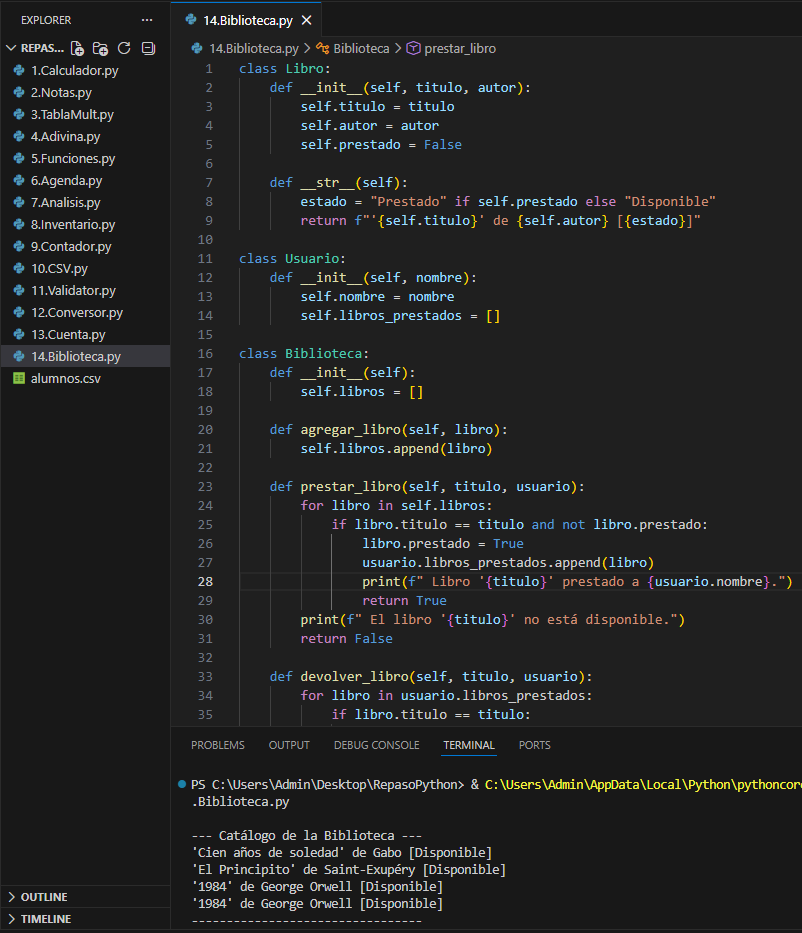 EXPLORER ...
REPAS...
1.Calculador.py
2.Notas.py
3.TablaMult.py
4.Adivina.py
5.Funciones.py
6.Agenda.py
7.Analisis.py
8.Inventario.py
9.Contador.py
10.CSV.py
11.Validator.py
12.Conversor.py
13.Cuenta.py
14.Biblioteca.py
alumnos.csv
OUTLINE
TIMELINE
14.Biblioteca.py
14.Biblioteca.py > Biblioteca > prestar_libro
1 class Libro:
2     def __init__(self, titulo, autor):
3         self.titulo = titulo
4         self.autor = autor
5         self.prestado = False
6
7     def __str__(self):
8         estado = "Prestado" if self.prestado else "Disponible"
9         return f"'{self.titulo}' de {self.autor} [{estado}]"
10
11 class Usuario:
12     def __init__(self, nombre):
13         self.nombre = nombre
14         self.libros_prestados = []
15
16 class Biblioteca:
17     def __init__(self):
18         self.libros = []
19
20     def agregar_libro(self, libro):
21         self.libros.append(libro)
22
23     def prestar_libro(self, titulo, usuario):
24         for libro in self.libros:
25             if libro.titulo == titulo and not libro.prestado:
26                 libro.prestado = True
27                 usuario.libros_prestados.append(libro)
28                 print(f" Libro '{titulo}' prestado a {usuario.nombre}.")
29                 return True
30         print(f" El libro '{titulo}' no está disponible.")
31         return False
32
33     def devolver_libro(self, titulo, usuario):
34         for libro in usuario.libros_prestados:
35             if libro.titulo == titulo:
PROBLEMS OUTPUT DEBUG CONSOLE TERMINAL PORTS
PS C:\Users\Admin\Desktop\RepasoPython> & C:\Users\Admin\AppData\Local\Python\pythoncore
.Biblioteca.py
--- Catálogo de la Biblioteca ---
'Cien años de soledad' de Gabo [Disponible]
'El Principito' de Saint-Exupéry [Disponible]
'1984' de George Orwell [Disponible]
'1984' de George Orwell [Disponible]
---------------------------------